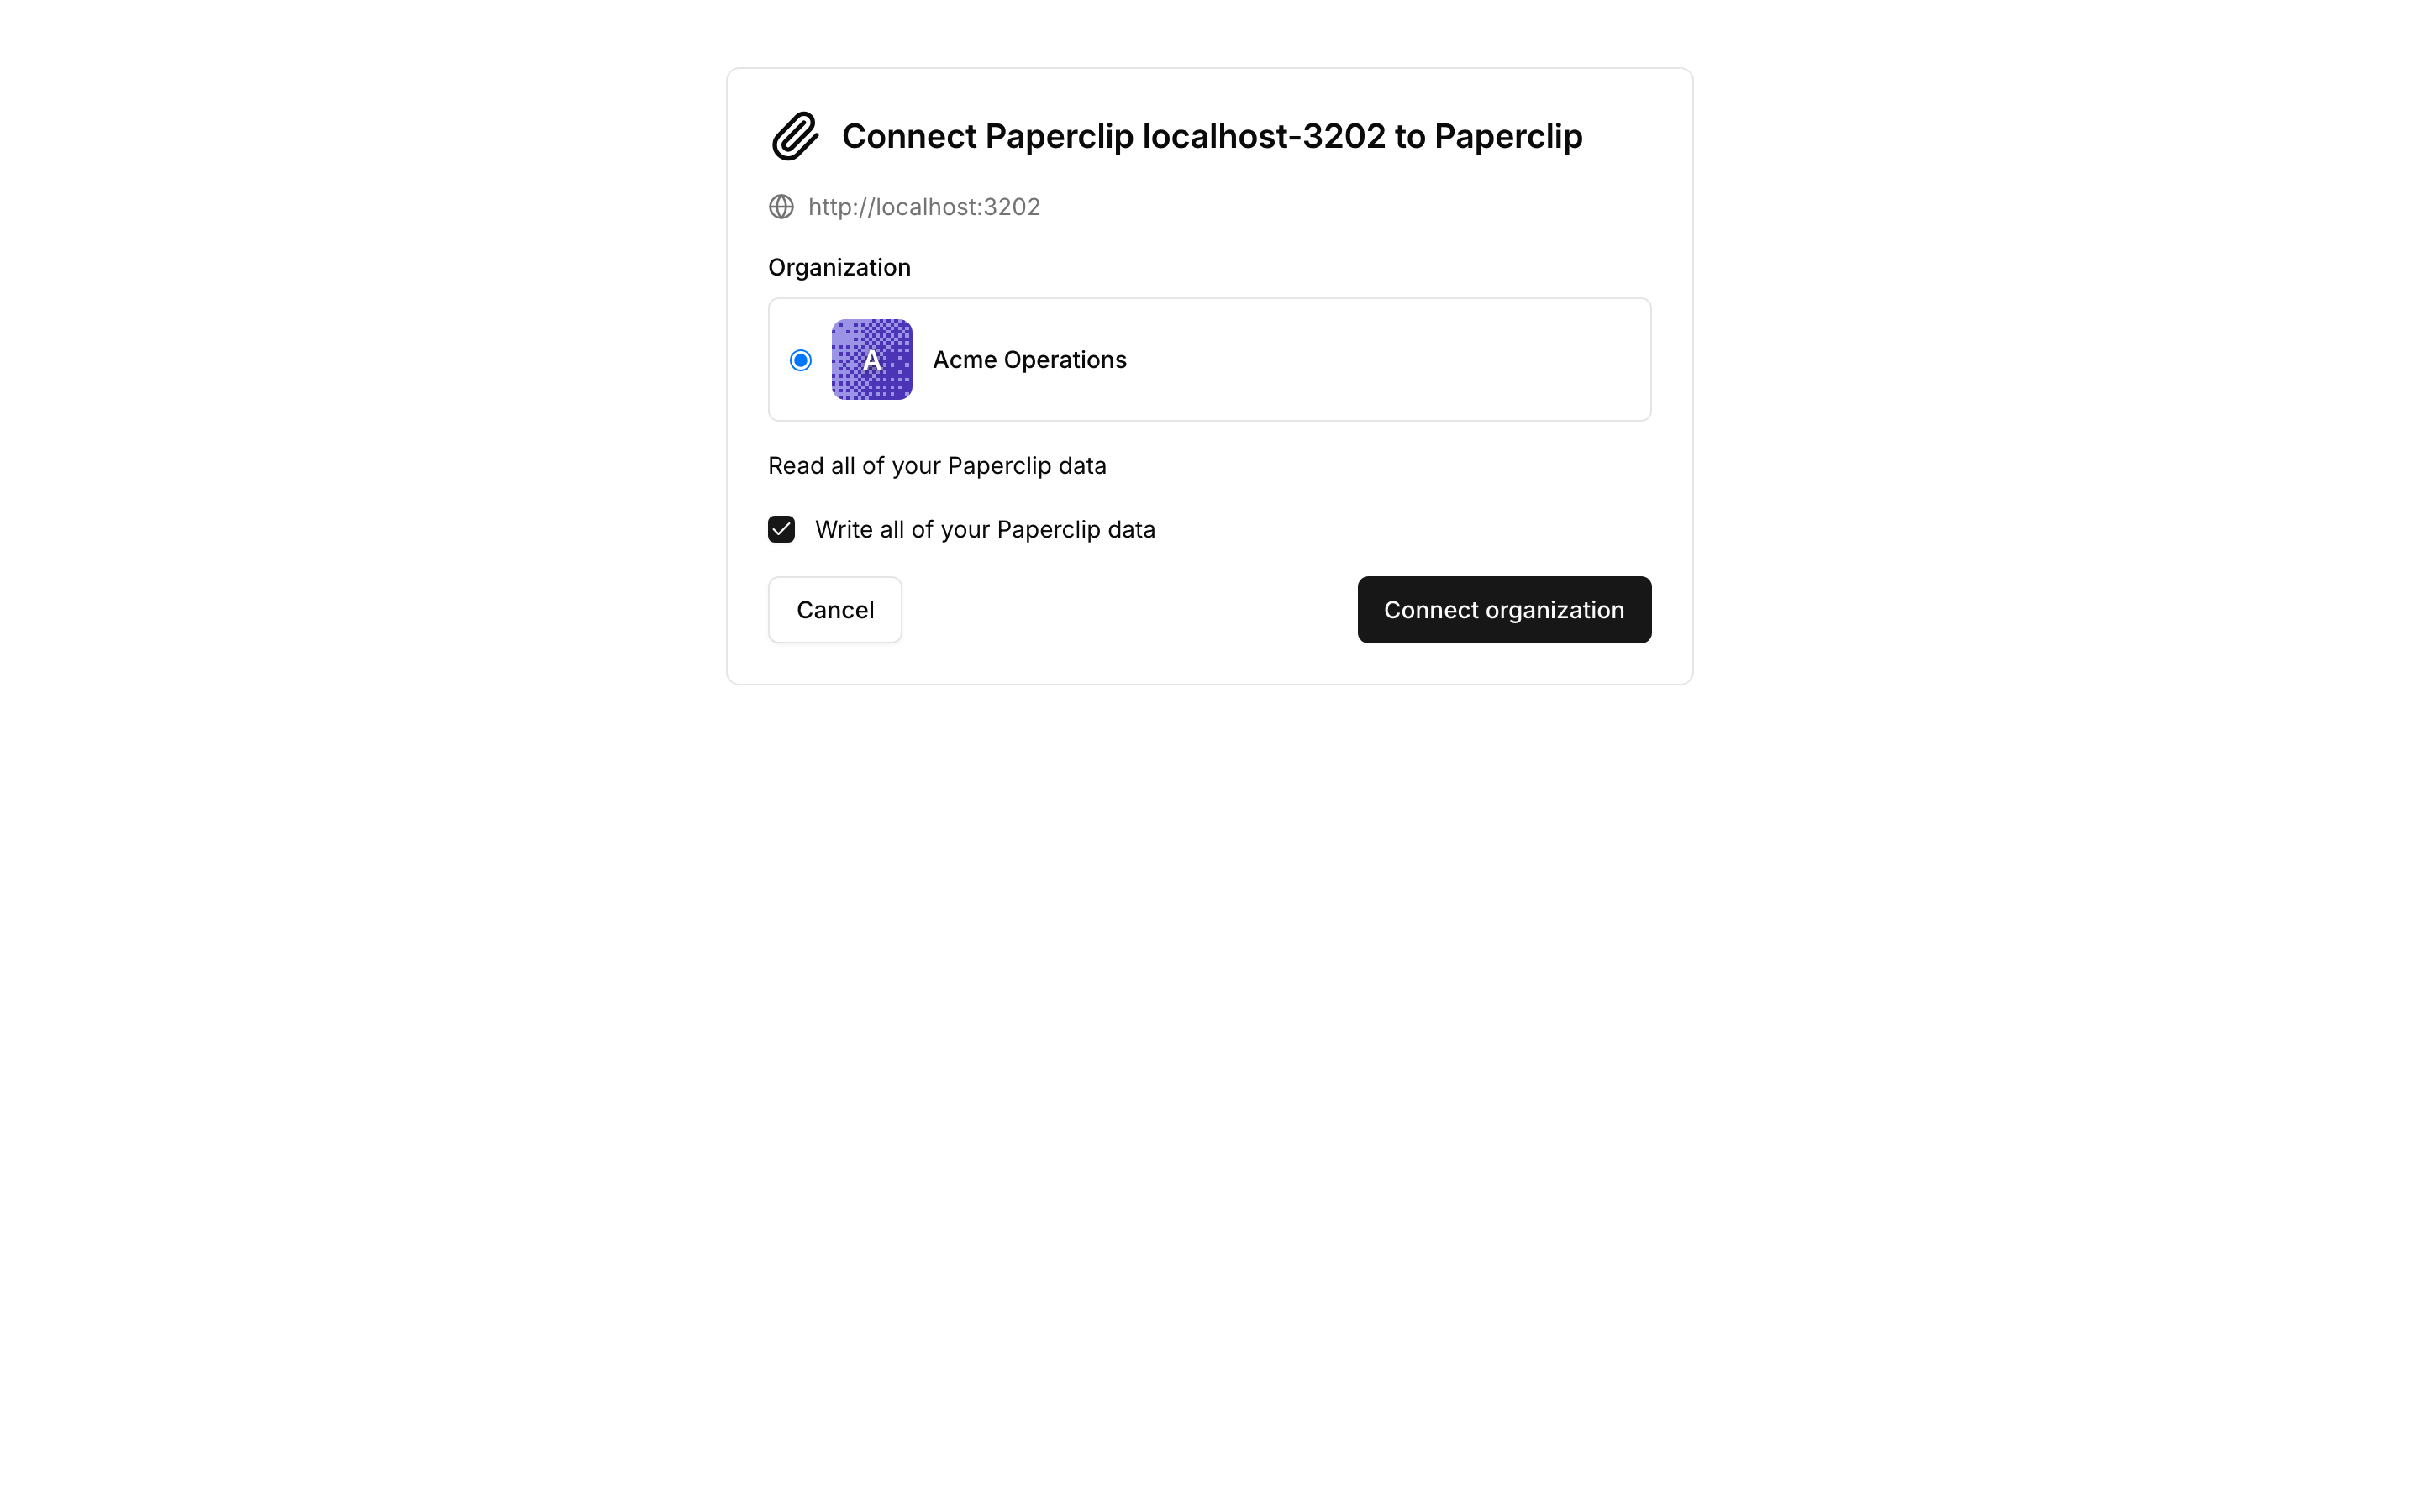 Connect Paperclip localhost-3202 to Paperclip
http://localhost:3202
Organization
A
Acme Operations
Read all of your Paperclip data
Write all of your Paperclip data
Cancel
Connect organization